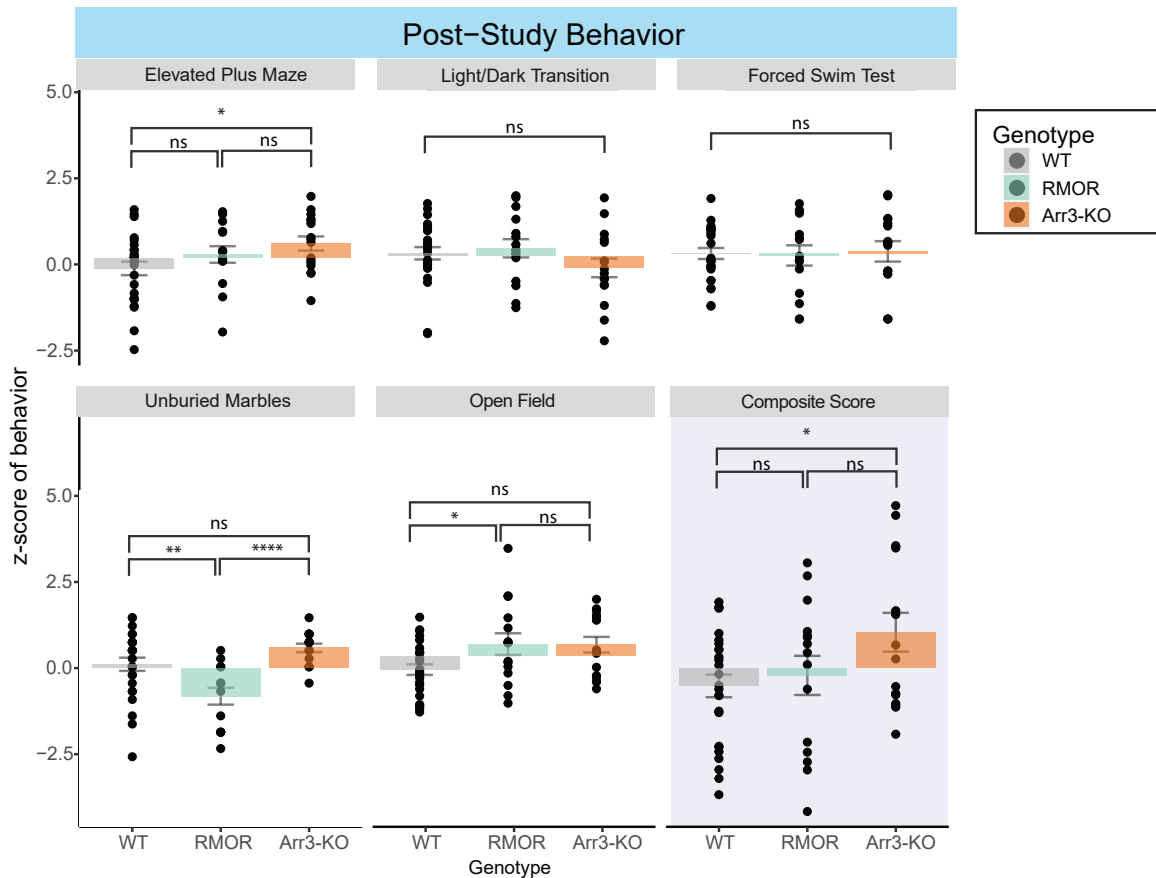 Post−Study Behavior
Elevated Plus Maze
Light/Dark Transition
Forced Swim Test
5.0
2.5
0.0
−2.5
*
ns
ns
ns
ns
Genotype
WT
RMOR
Arr3-KO
z-score of behavior
Unburied Marbles
Open Field
Composite Score
5.0
2.5
0.0
−2.5
ns
**
****
ns
*
ns
*
ns
ns
WT
RMOR
Arr3-KO
WT
RMOR
Arr3-KO
WT
RMOR
Arr3-KO
Genotype